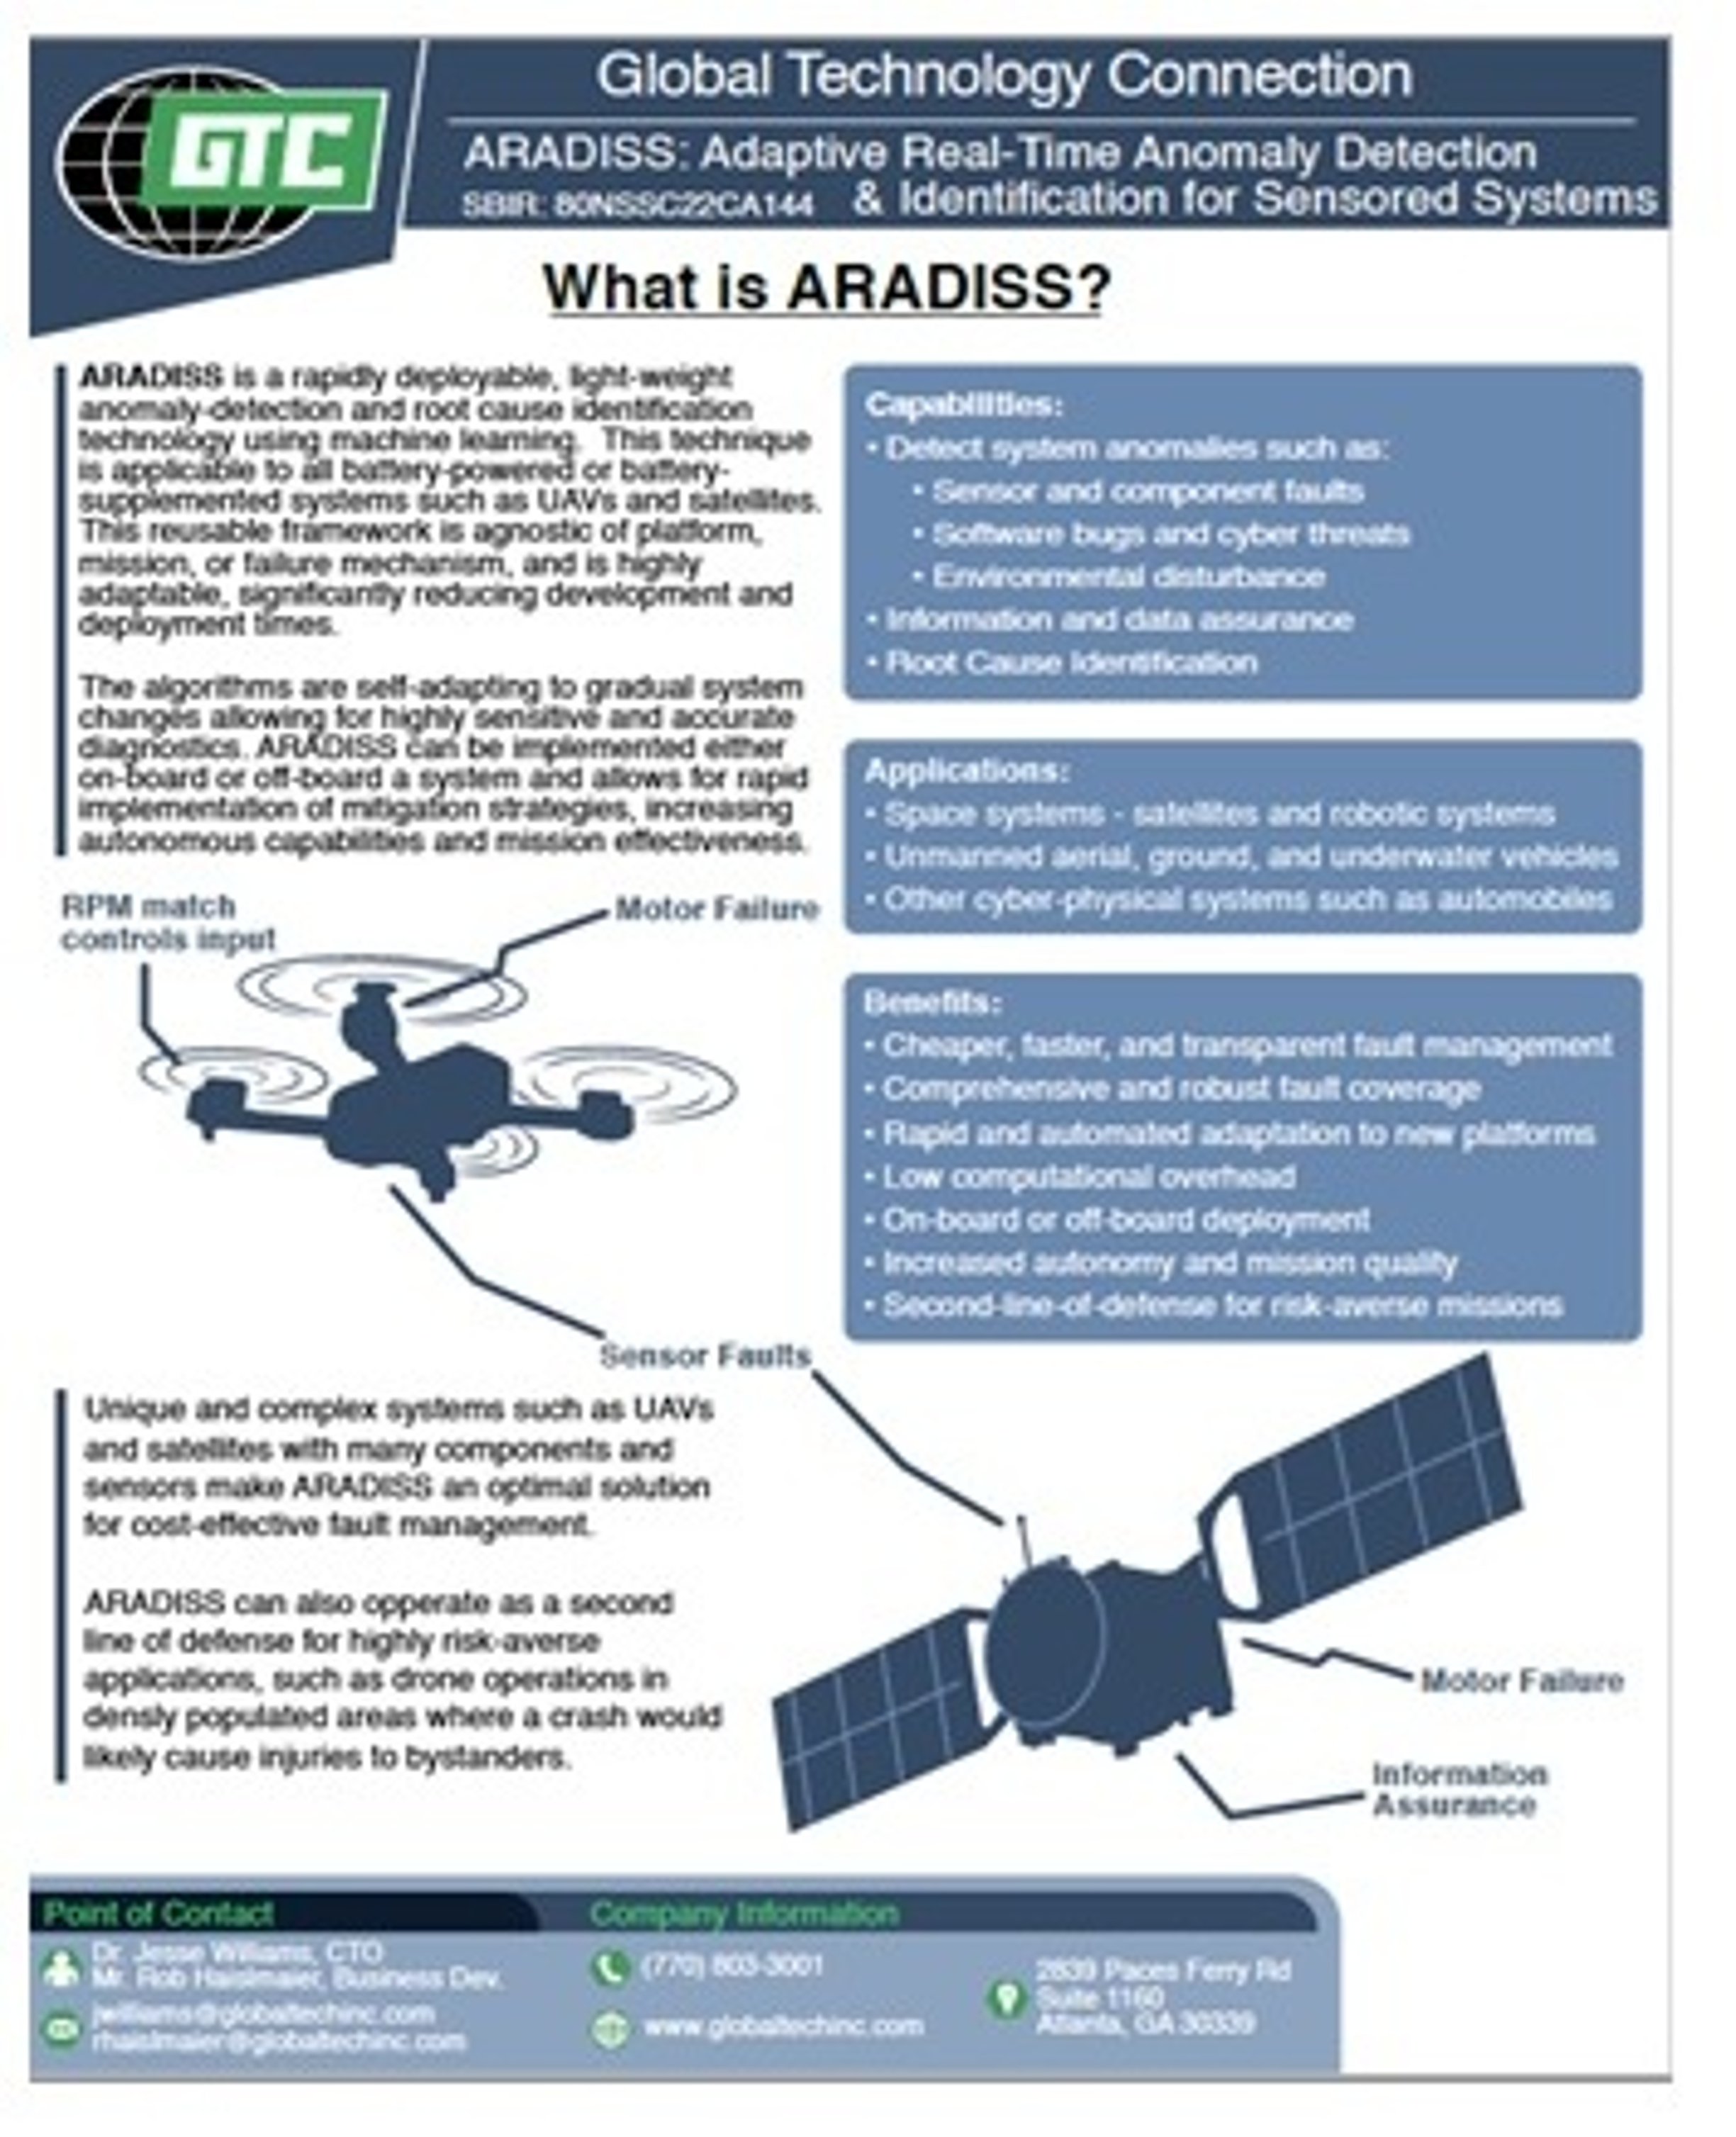 GTC
Global Technology Connection
ARADISS: Adaptive Real-Time Anomaly Detection
SBIR: 80NSSC22CA144 & Identification for Sensored Systems
What is ARADISS?
ARADISS is a rapidly deployable, light-weight
anomaly-detection and root cause identification
technology using machine learning. This technique
is applicable to all battery-powered or battery-
supplemented systems such as UAVs and satellites.
This reusable framework is agnostic of platform,
mission, or failure mechanism, and is highly
adaptable, significantly reducing development and
deployment times.
The algorithms are self-adapting to gradual system
changes allowing for highly sensitive and accurate
diagnostics. ARADISS can be implemented either
on-board or off-board a system and allows for rapid
implementation of mitigation strategies, increasing
autonomous capabilities and mission effectiveness.
Capabilities:
• Detect system anomalies such as:
• Sensor and component faults
• Software bugs and cyber threats
• Environmental disturbance
• Information and data assurance
• Root Cause Identification
Applications:
• Space systems - satellites and robotic systems
• Unmanned aerial, ground, and underwater vehicles
• Other cyber-physical systems such as automobiles
Benefits:
• Cheaper, faster, and transparent fault management
• Comprehensive and robust fault coverage
• Rapid and automated adaptation to new platforms
• Low computational overhead
• On-board or off-board deployment
• Increased autonomy and mission quality
• Second-line-of-defense for risk-averse missions
RPM match
controls input
Motor Failure
Sensor Faults
Unique and complex systems such as UAVs
and satellites with many components and
sensors make ARADISS an optimal solution
for cost-effective fault management.
ARADISS can also opperate as a second
line of defense for highly risk-averse
applications, such as drone operations in
densly populated areas where a crash would
likely cause injuries to bystanders.
Motor Failure
Information
Assurance
Point of Contact
Dr. Jesse Williams, CTO
Mr. Rob Haislmaier, Business Dev.
jwilliams@globaltechinc.com
rhaislmaier@globaltechinc.com
Company Information
(770) 803-3001
www.globaltechinc.com
2839 Paces Ferry Rd
Suite 1160
Atlanta, GA 30339